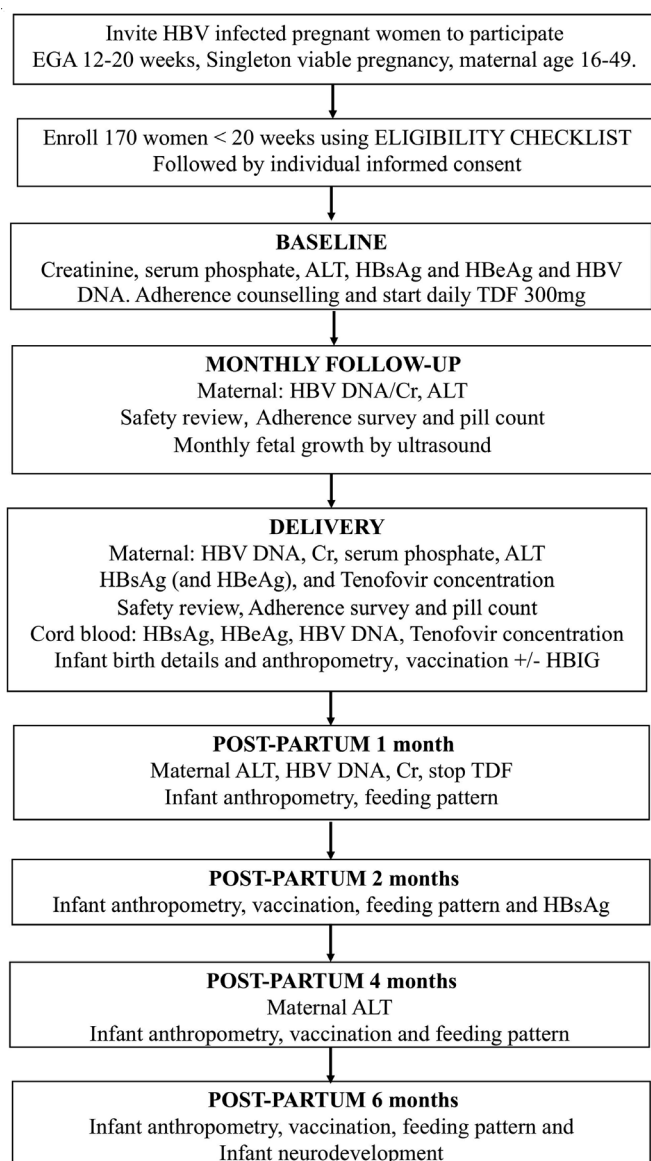 Invite HBV infected pregnant women to participate
EGA 12-20 weeks, Singleton viable pregnancy, maternal age 16-49.
Enroll 170 women < 20 weeks using ELIGIBILITY CHECKLIST
Followed by individual informed consent
BASELINE
Creatinine, serum phosphate, ALT, HBsAg and HBeAg and HBV
DNA. Adherence counselling and start daily TDF 300mg
MONTHLY FOLLOW-UP
Maternal: HBV DNA/Cr, ALT
Safety review, Adherence survey and pill count
Monthly fetal growth by ultrasound
DELIVERY
Maternal: HBV DNA, Cr, serum phosphate, ALT
HBsAg (and HBeAg), and Tenofovir concentration
Safety review, Adherence survey and pill count
Cord blood: HBsAg, HBeAg, HBV DNA, Tenofovir concentration
Infant birth details and anthropometry, vaccination +/- HBIG
POST-PARTUM 1 month
Maternal ALT, HBV DNA, Cr, stop TDF
Infant anthropometry, feeding pattern
POST-PARTUM 2 months
Infant anthropometry, vaccination, feeding pattern and HBsAg
POST-PARTUM 4 months
Maternal ALT
Infant anthropometry, vaccination and feeding pattern
POST-PARTUM 6 months
Infant anthropometry, vaccination, feeding pattern and
Infant neurodevelopment